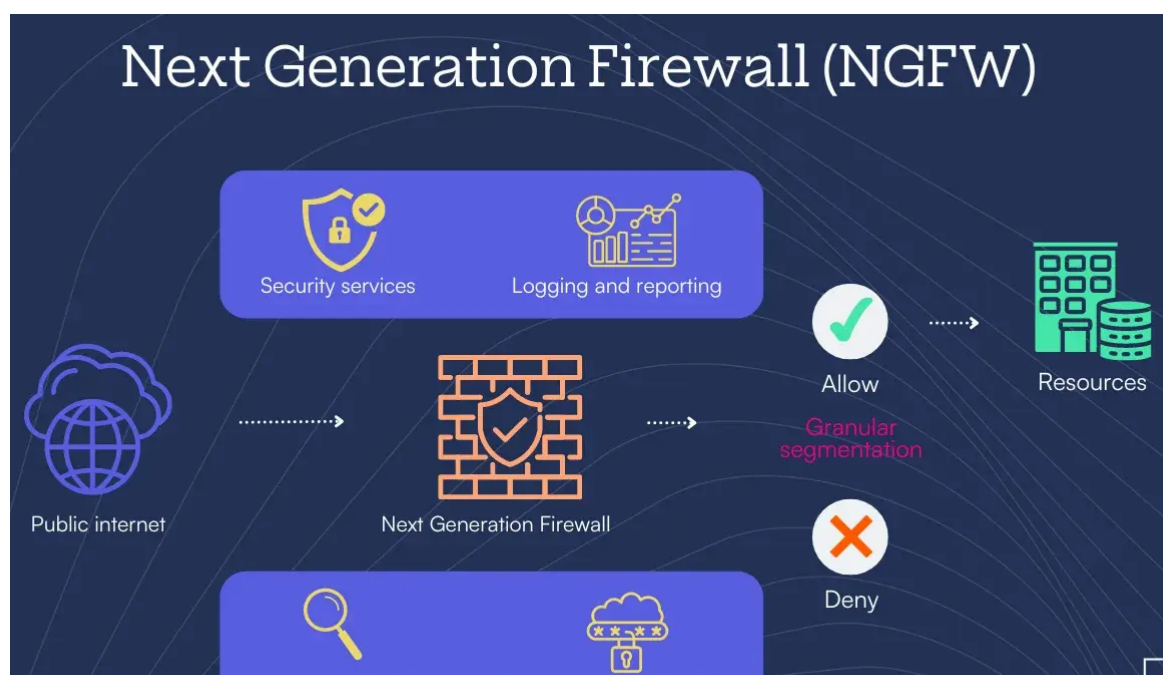 Next Generation Firewall (NGFW)
Security services
Logging and reporting
Allow
Resources
Granular
segmentation
Public internet
Next Generation Firewall
Deny